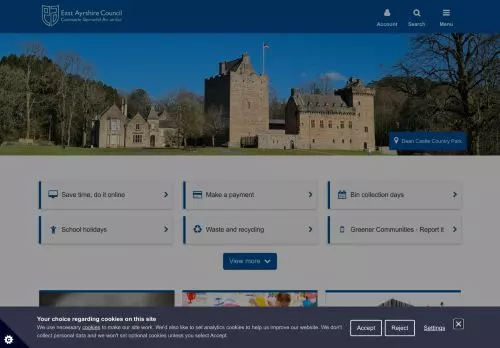 East Ayrshire Council
Comhairle Siorrachd Àir an Ear
Account
Search
Menu
Dean Castle Country Park
Save time, do it online
Make a payment
Bin collection days
School holidays
Waste and recycling
Greener Communities - Report it
View more
Your choice regarding cookies on this site
We use necessary cookies to make our site work. We'd also like to set analytics cookies to help us improve our website. We don't
collect personal data and we won't set optional cookies unless you select Accept.
Accept
Reject
Settings